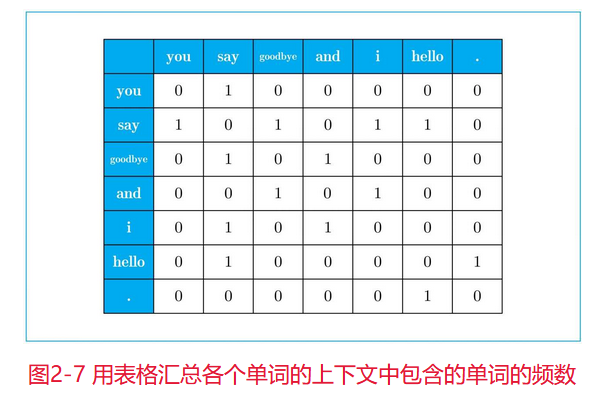 you say goodbye and i hello .
you 0 1 0 0 0 0 0
say 1 0 1 0 1 1 0
goodbye 0 1 0 1 0 0 0
and 0 0 1 0 1 0 0
i 0 1 0 1 0 0 0
hello 0 1 0 0 0 0 1
. 0 0 0 0 0 1 0
图2-7 用表格汇总各个单词的上下文中包含的单词的频数